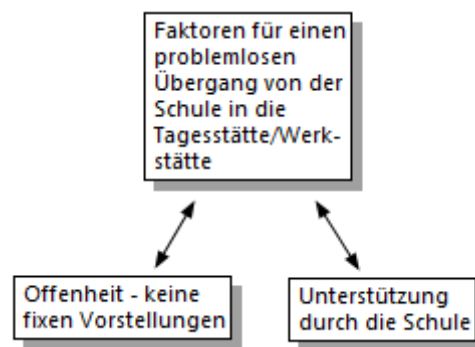 Faktoren für einen
problemlosen
Übergang von der
Schule in die
Tagesstätte/Werk-
stätte
Offenheit - keine
fixen Vorstellungen
Unterstützung
durch die Schule